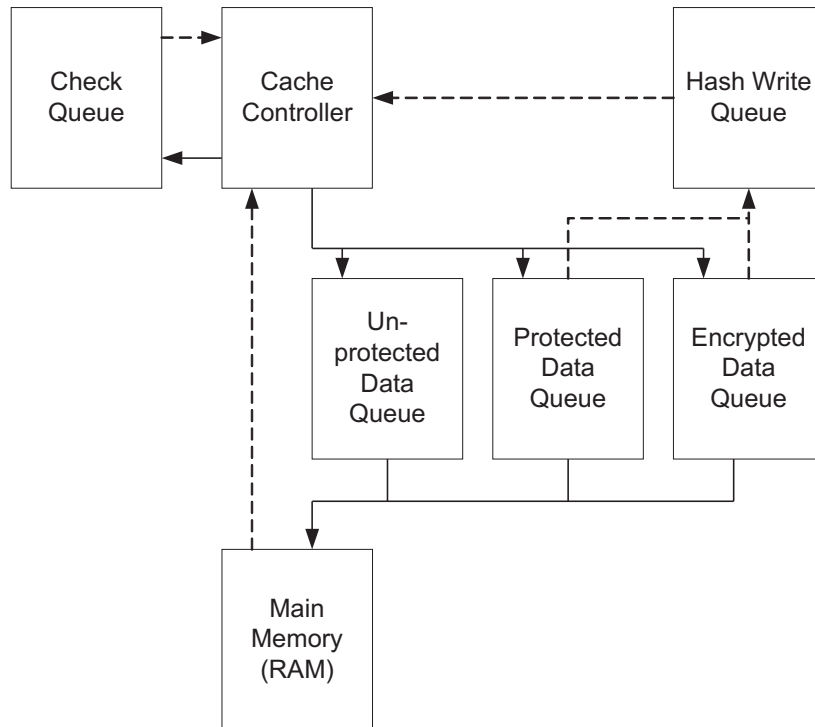 Check
Queue
Cache
Controller
Hash Write
Queue
Un-
protected
Data
Queue
Protected
Data
Queue
Encrypted
Data
Queue
Main
Memory
(RAM)